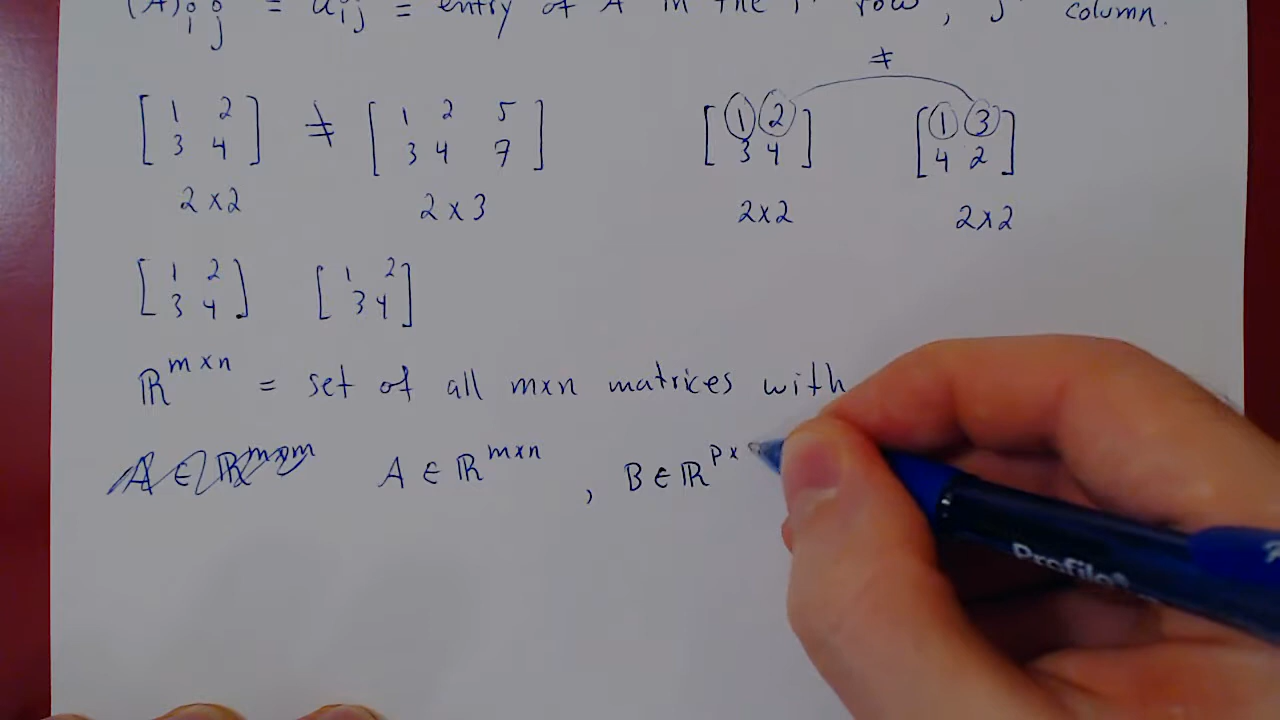 (A)ij = aij = entry of A in the i row, j column.
≠
[1 2] ≠ [1 2 5] [1 2] [1 3]
[3 4] [3 4 7] [3 4] [4 2]
2x2 2x3 2x2 2x2
[1 2] [1 2]
[3 4] [3 4]
ℝ^{m×n} = set of all m×n matrices with
A ∈ ℝ^{m×m} A ∈ ℝ^{m×n}, B ∈ ℝ^{p×
Profile